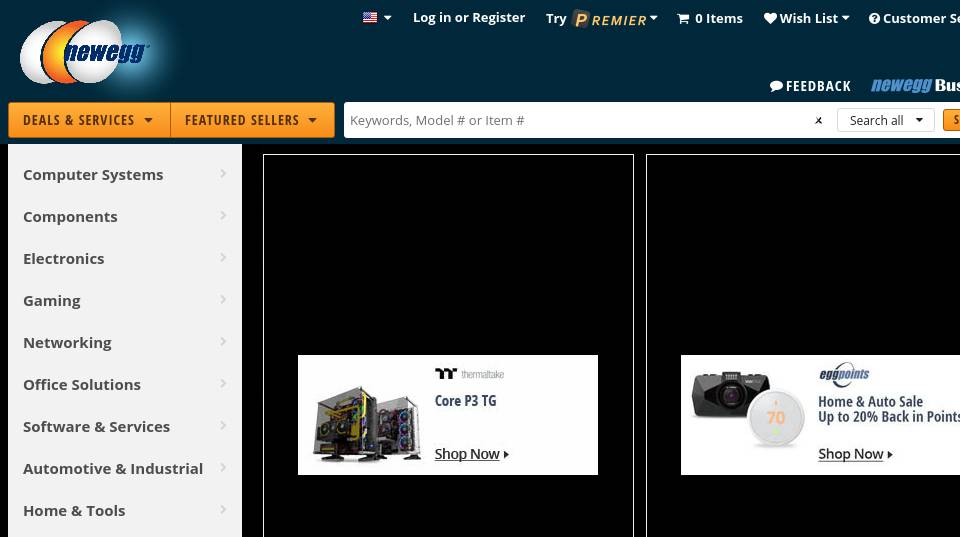 Log in or Register
Try PREMIER
0 Items
Wish List
Customer Se
newegg
FEEDBACK
newegg Bus
DEALS & SERVICES
FEATURED SELLERS
Keywords, Model # or Item #
Search all
S
Computer Systems
Components
Electronics
Gaming
Networking
Office Solutions
Software & Services
Automotive & Industrial
Home & Tools
thermaltake
Core P3 TG
Shop Now
70
eggpoints
Home & Auto Sale
Up to 20% Back in Points
Shop Now